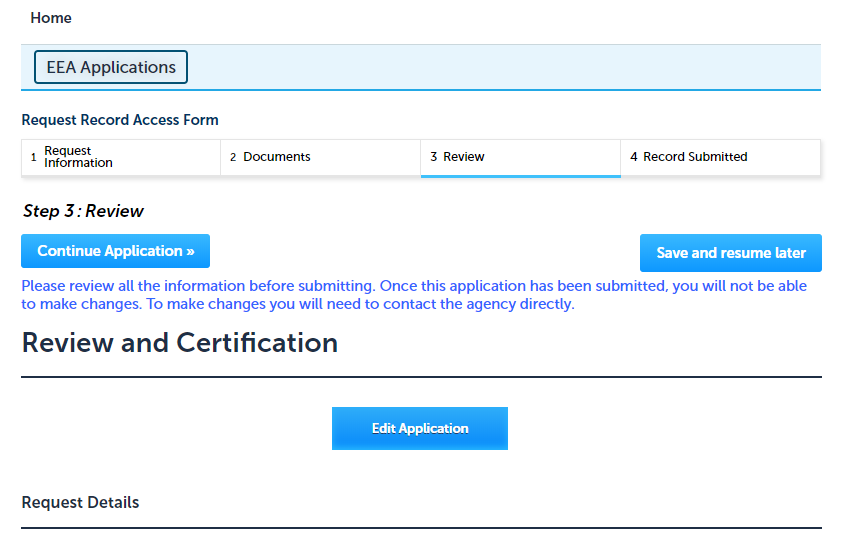 Home
EEA Applications
Request Record Access Form
1 Request
Information
2 Documents
3 Review
4 Record Submitted
Step 3 : Review
Continue Application »
Save and resume later
Please review all the information before submitting. Once this application has been submitted, you will not be able
to make changes. To make changes you will need to contact the agency directly.
Review and Certification
Edit Application
Request Details